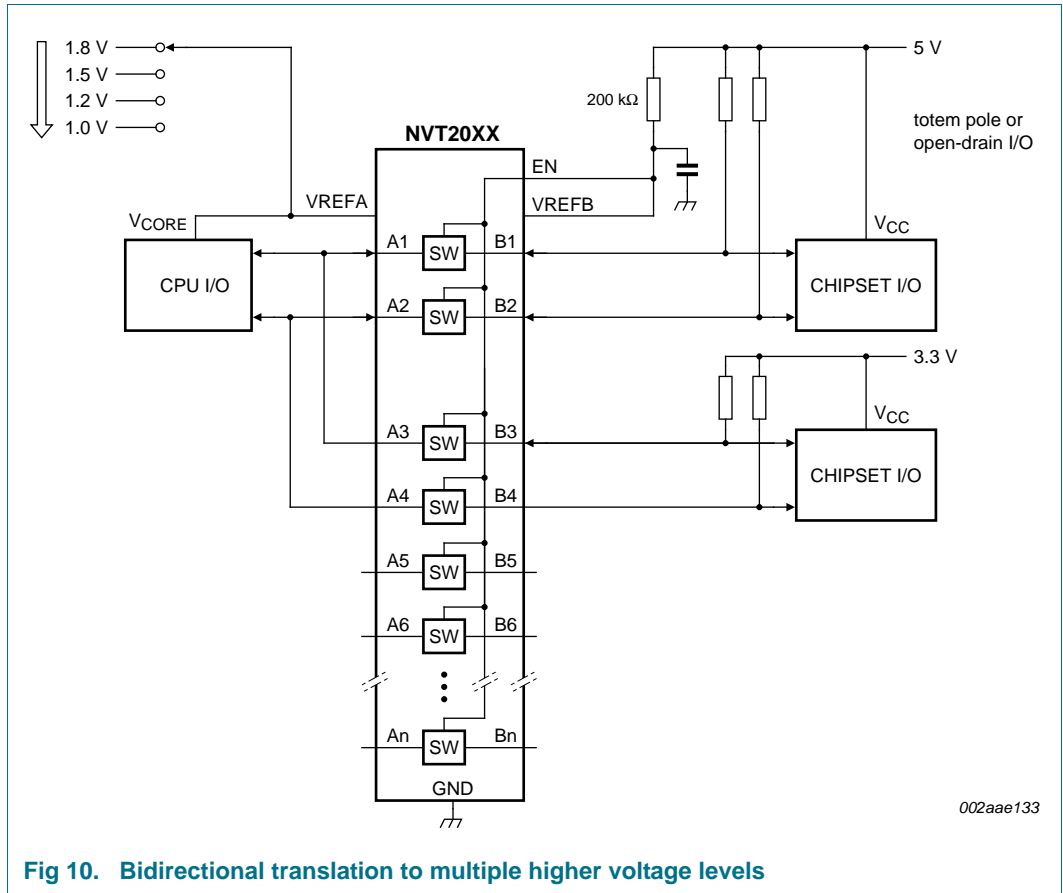 1.8 V
1.5 V
1.2 V
1.0 V
5 V
200 kΩ
totem pole or
open-drain I/O
NVT20XX
EN
VREFA
VREFB
VCORE
VCC
A1
SW
B1
CPU I/O
CHIPSET I/O
A2
SW
B2
3.3 V
VCC
A3
SW
B3
CHIPSET I/O
A4
SW
B4
A5
SW
B5
A6
SW
B6
An
SW
Bn
GND
002aae133
Fig 10. Bidirectional translation to multiple higher voltage levels